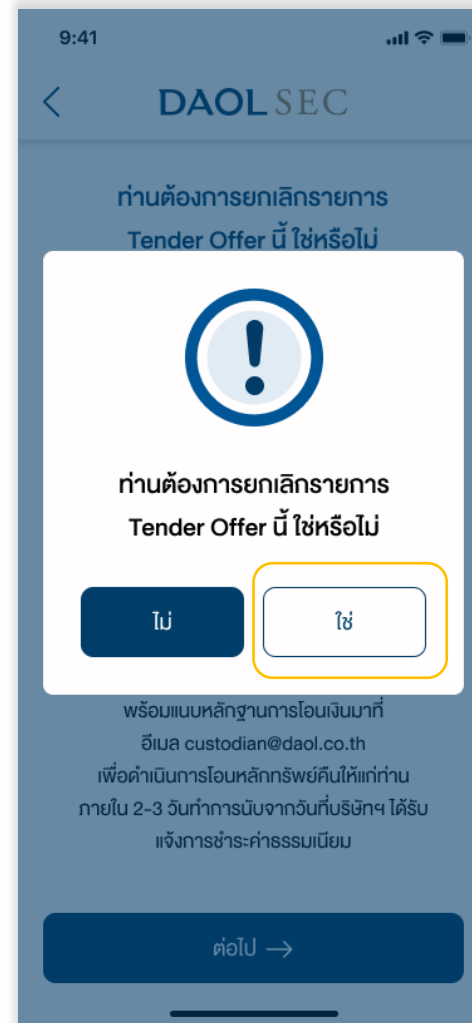 9:41
DAOL SEC
ท่านต้องการยกเลิกรายการ
Tender Offer นี้ ใช่หรือไม่
!
ท่านต้องการยกเลิกรายการ
Tender Offer นี้ ใช่หรือไม่
ไม่
ใช่
พร้อมแนบหลักฐานการโอนเงินมาที่
อีเมล custodian@daol.co.th
เพื่อดำเนินการโอนหลักทรัพย์คืนให้แก่ท่าน
ภายใน 2-3 วันทำการนับจากวันที่บริษัทฯ ได้รับ
แจ้งการชำระค่าธรรมเนียม
ต่อไป →